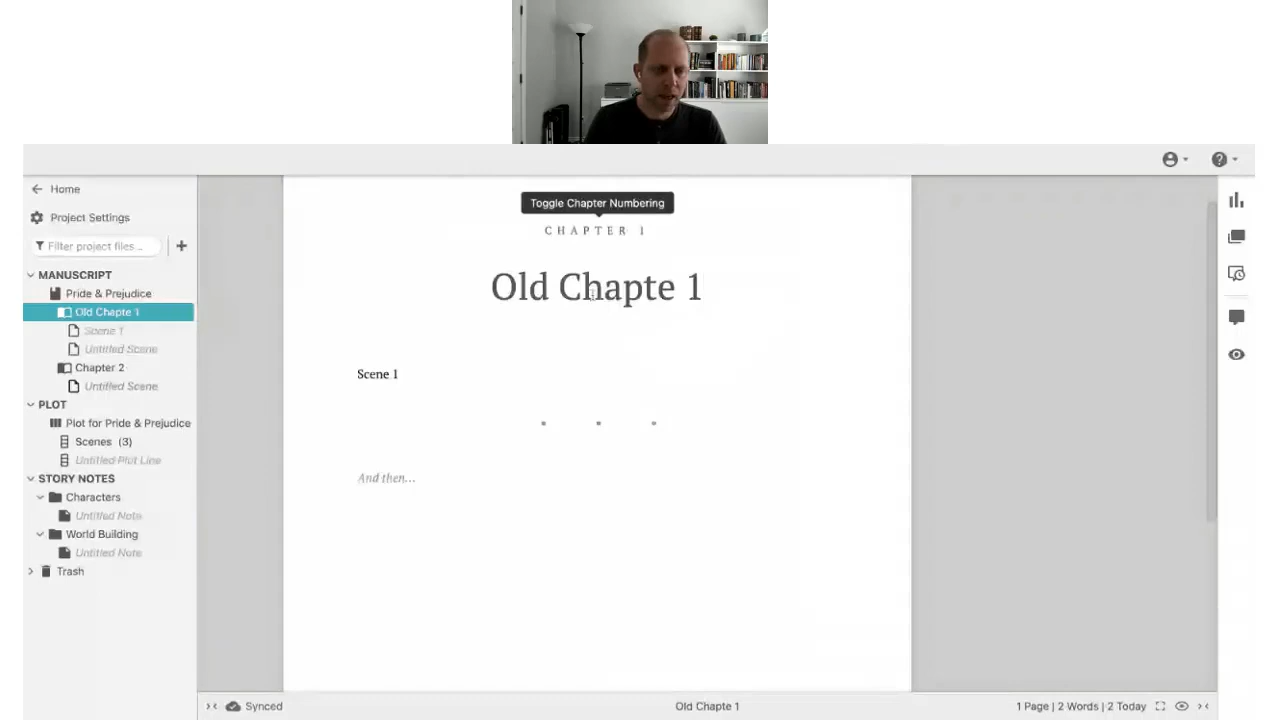 Home
Project Settings
Filter project files ...
MANUSCRIPT
Pride & Prejudice
Old Chapte 1
Scene 1
Untitled Scene
Chapter 2
Untitled Scene
PLOT
Plot for Pride & Prejudice
Scenes (3)
Untitled Plot Line
STORY NOTES
Characters
Untitled Note
World Building
Untitled Note
Trash
Toggle Chapter Numbering
CHAPTER 1
Old Chapte 1
Scene 1
And then...
Synced
Old Chapte 1
1 Page | 2 Words | 2 Today